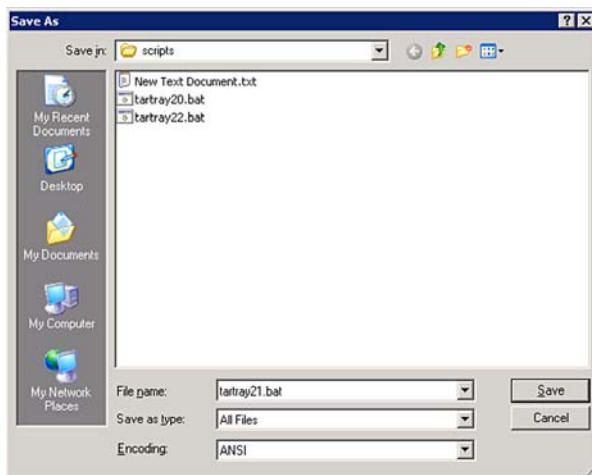 Save As
Save in: scripts
New Text Document.txt
tartray20.bat
tartray22.bat
My Recent
Documents
Desktop
My Documents
My Computer
My Network
Places
File name: tartray21.bat Save
Save as type: All Files Cancel
Encoding: ANSI